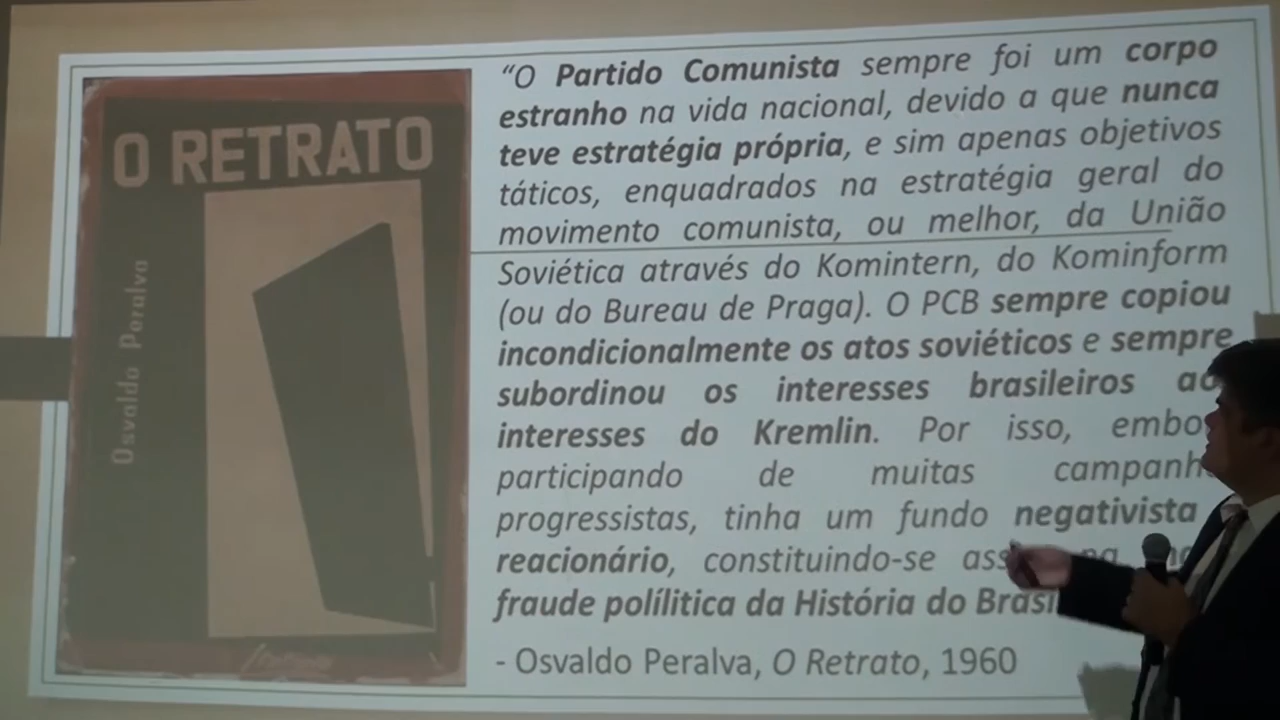 O RETRATO
Osvaldo Peralva
“O Partido Comunista sempre foi um corpo
estranho na vida nacional, devido a que nunca
teve estratégia própria, e sim apenas objetivos
táticos, enquadrados na estratégia geral do
movimento comunista, ou melhor, da União
Soviética através do Komintern, do Kominform
(ou do Bureau de Praga). O PCB sempre copiou
incondicionalmente os atos soviéticos e sempre
subordinou os interesses brasileiros
interesses do Kremlin. Por isso,
participando de muitas
progressistas, tinha um fundo negativista
reacionário, constituindo-se
fraude polílitica da História do
- Osvaldo Peralva, O Retrato, 1960